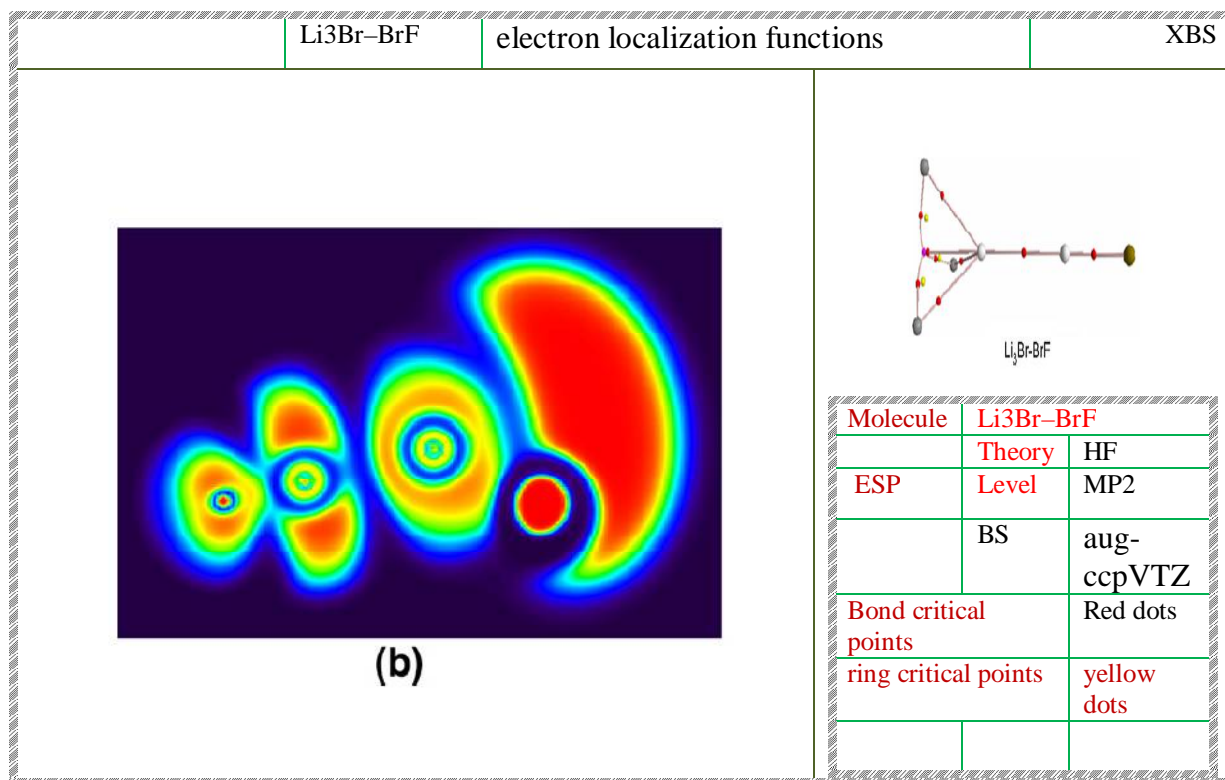 Li3Br–BrF electron localization functions XBS
Li3Br-BrF
(b)
Molecule Li3Br–BrF
Theory HF
ESP Level MP2
BS aug-
ccpVTZ
Bond critical Red dots
points
ring critical points yellow
dots